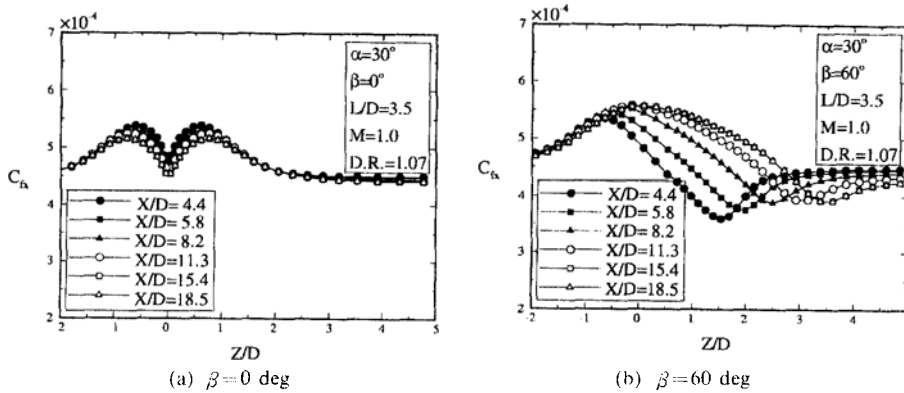 ×10⁻⁴
7
6
5
4
3
2
C_fx
α=30°
β=0°
L/D=3.5
M=1.0
D.R.=1.07
X/D= 4.4
X/D= 5.8
X/D= 8.2
X/D=11.3
X/D=15.4
X/D=18.5
2 -1 0 1 2 3 4 5
Z/D
(a) β=0 deg
×10⁻⁴
7
6
5
4
3
2
C_fx
α=30°
β=60°
L/D=3.5
M=1.0
D.R.=1.07
X/D= 4.4
X/D= 5.8
X/D= 8.2
X/D=11.3
X/D=15.4
X/D=18.5
-2 -1 0 1 2 3 4
Z/D
(b) β=60 deg